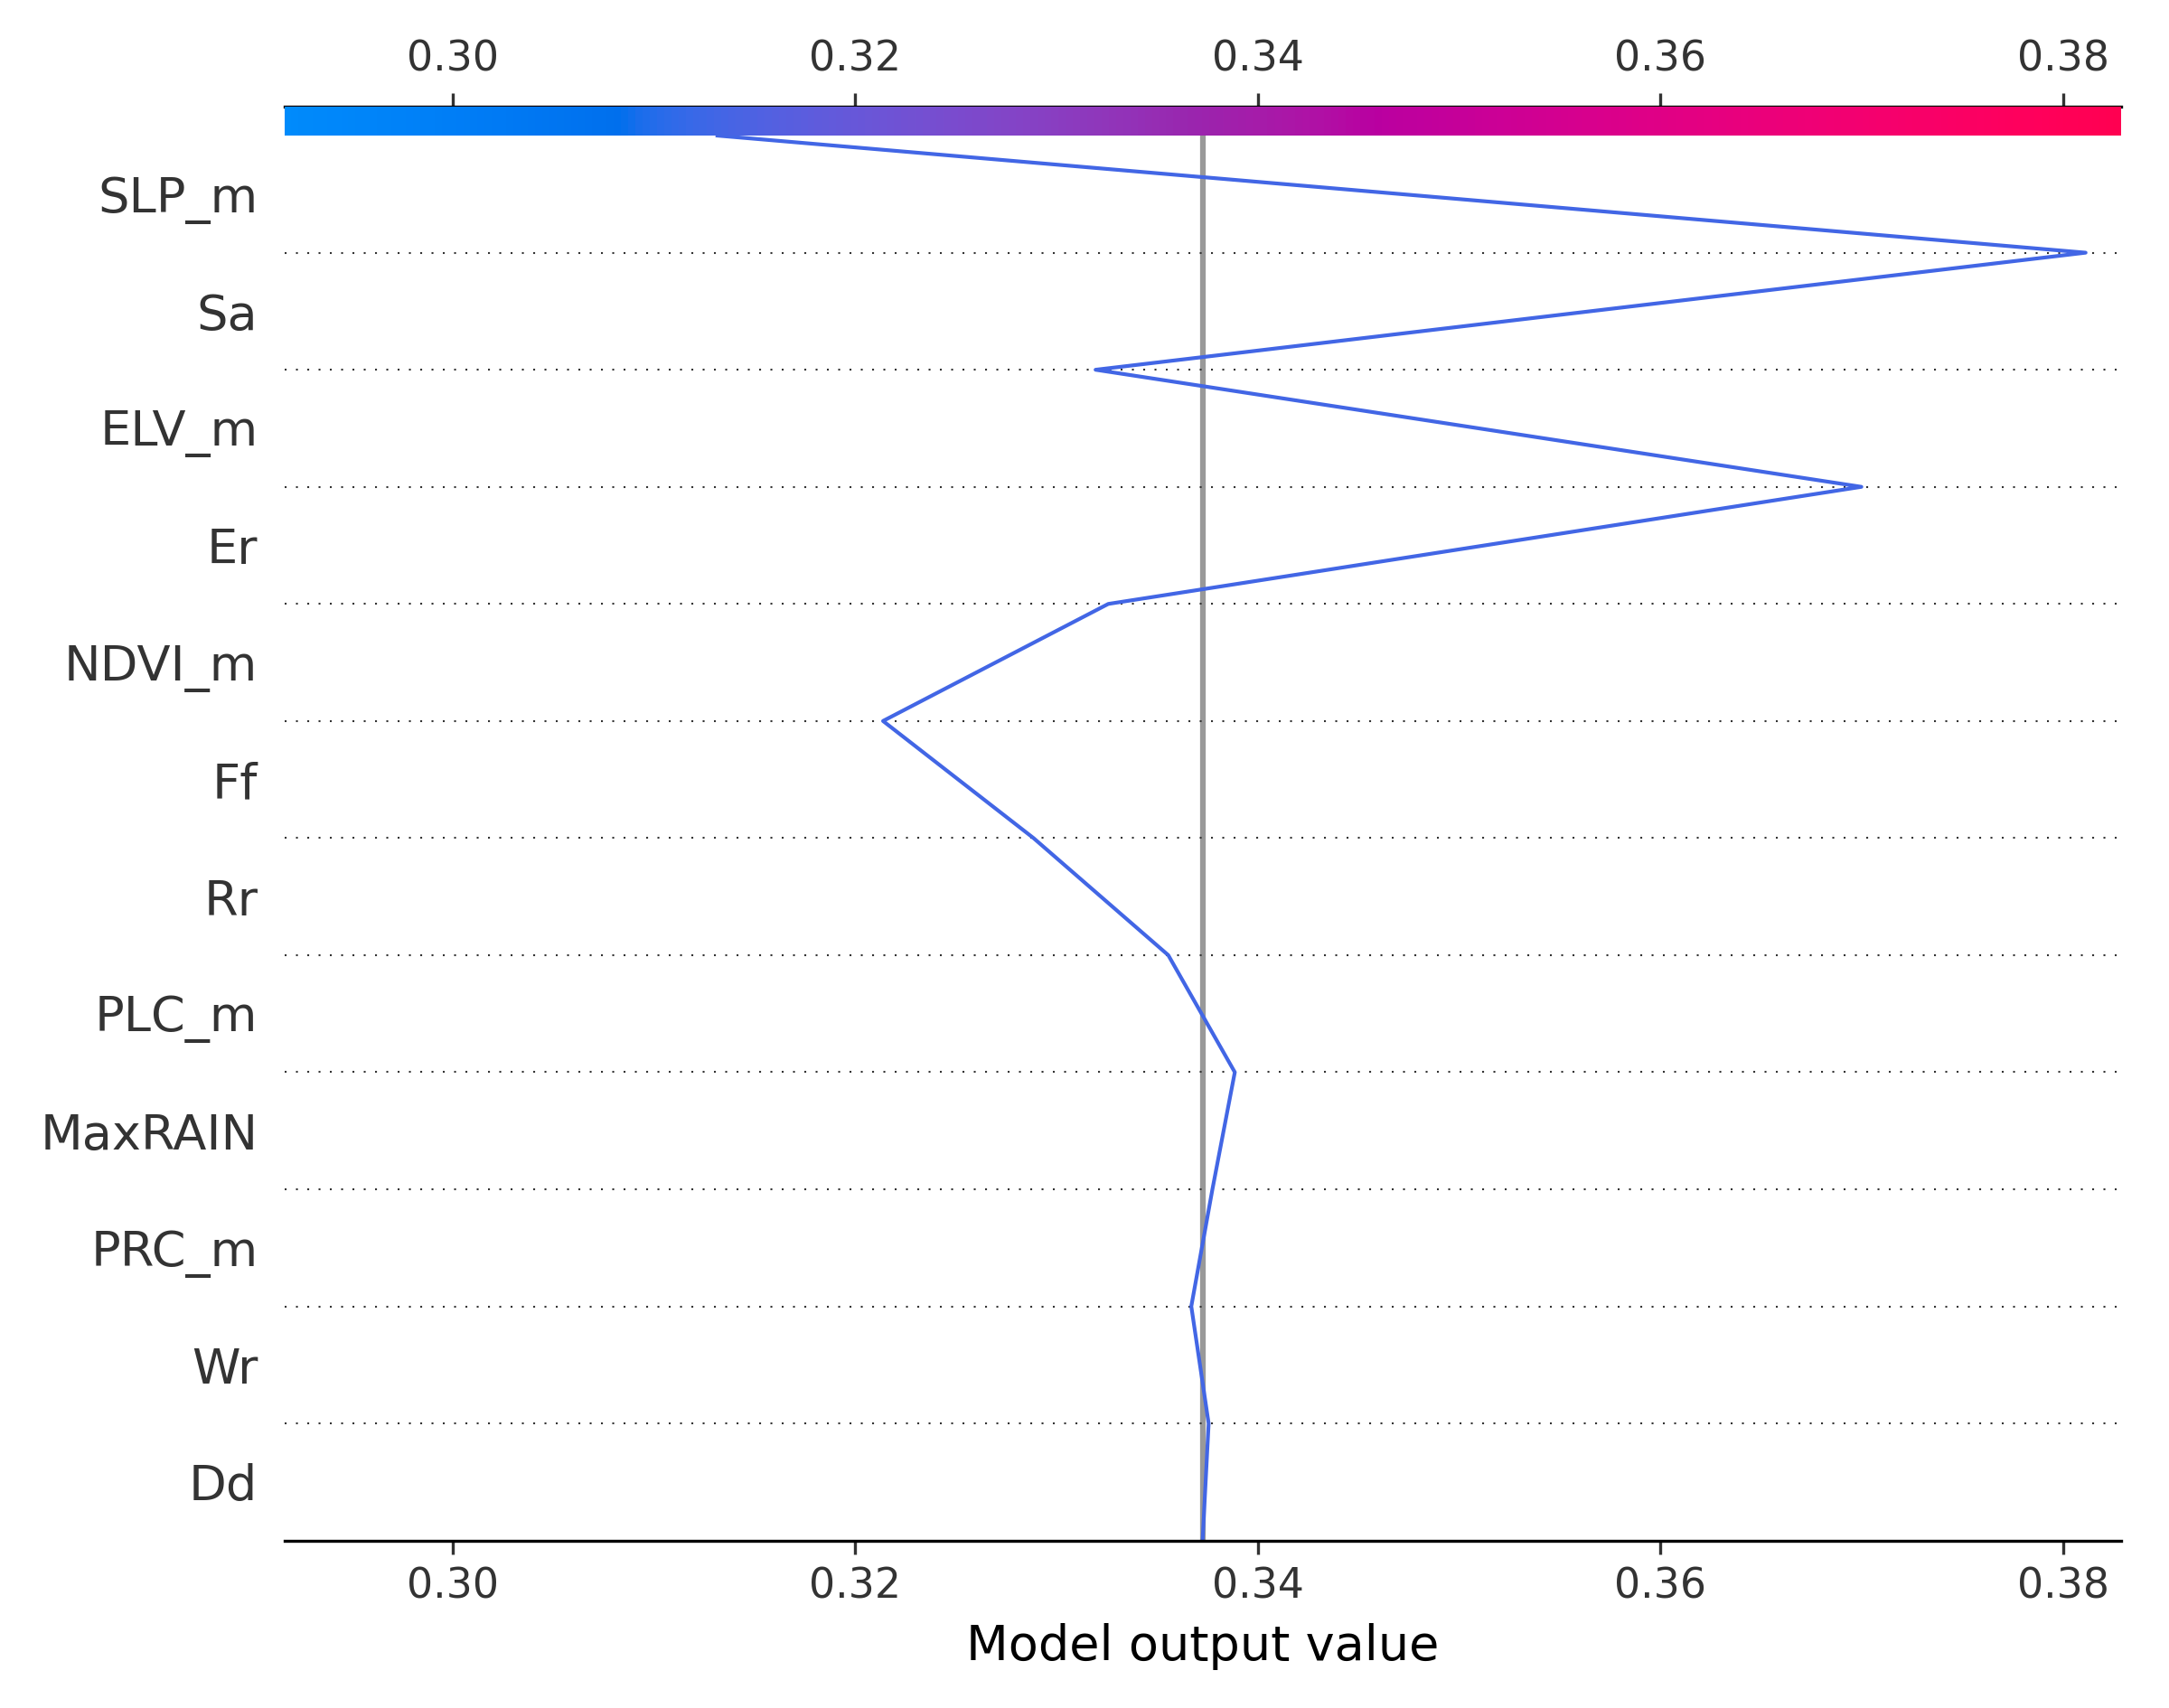 0.30 0.32 0.34 0.36 0.38
SLP_m
Sa
ELV_m
Er
NDVI_m
Ff
Rr
PLC_m
MaxRAIN
PRC_m
Wr
Dd
0.30 0.32 0.34 0.36 0.38
Model output value